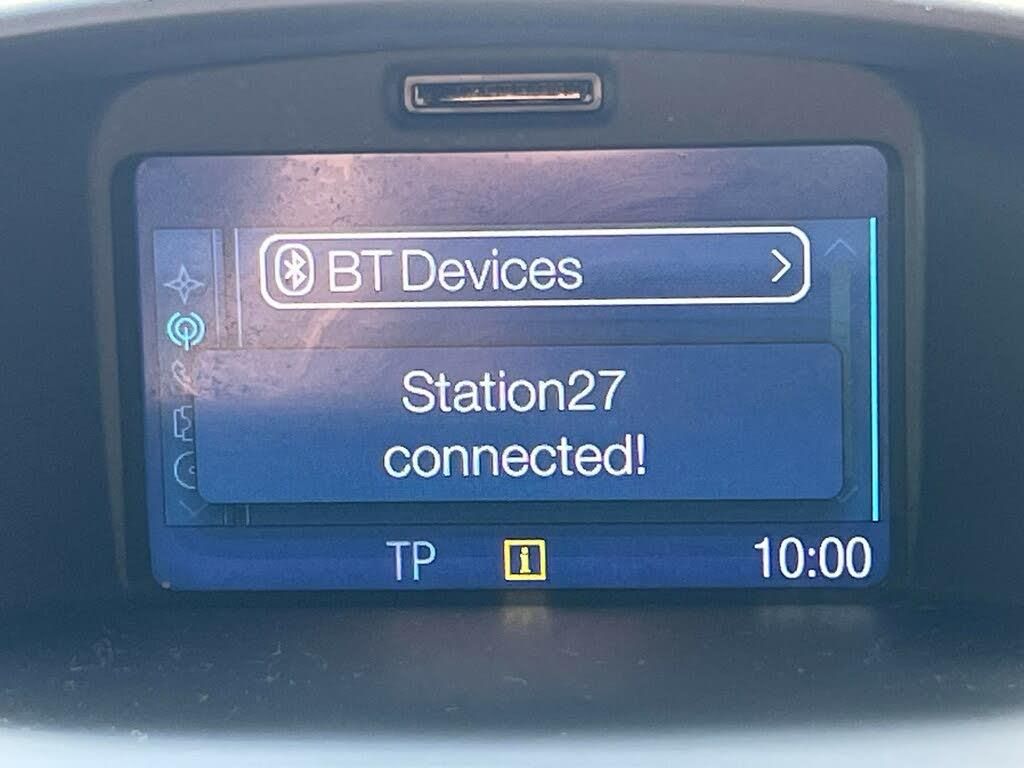 BT Devices
Station27
connected!
TP
10:00